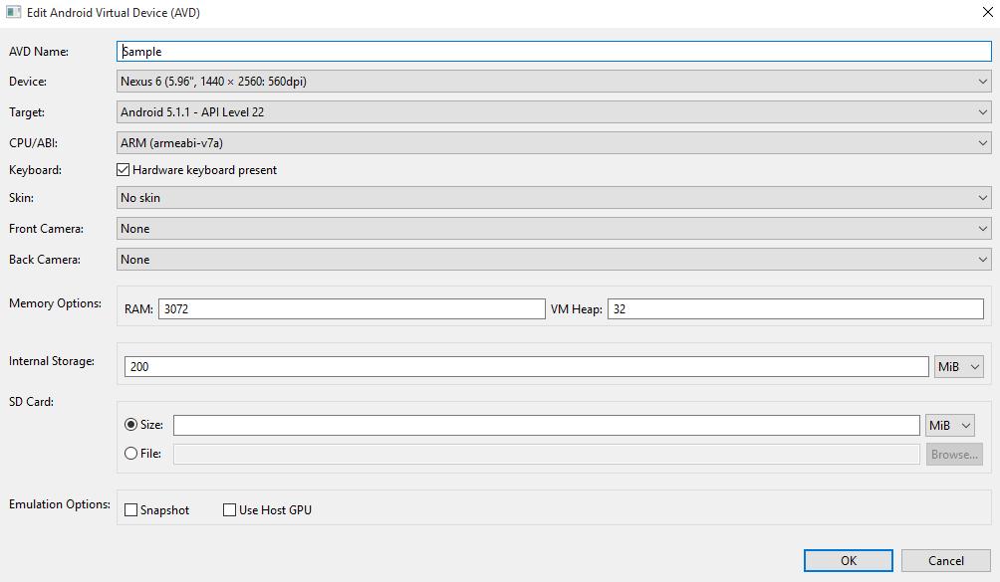 Edit Android Virtual Device (AVD)
AVD Name: Sample
Device: Nexus 6 (5.96", 1440 × 2560: 560dpi)
Target: Android 5.1.1 - API Level 22
CPU/ABI: ARM (armeabi-v7a)
Keyboard: Hardware keyboard present
Skin: No skin
Front Camera: None
Back Camera: None
Memory Options: RAM: 3072 VM Heap: 32
Internal Storage: 200 MiB
SD Card:
Size: MiB
File: Browse...
Emulation Options: Snapshot Use Host GPU
OK Cancel